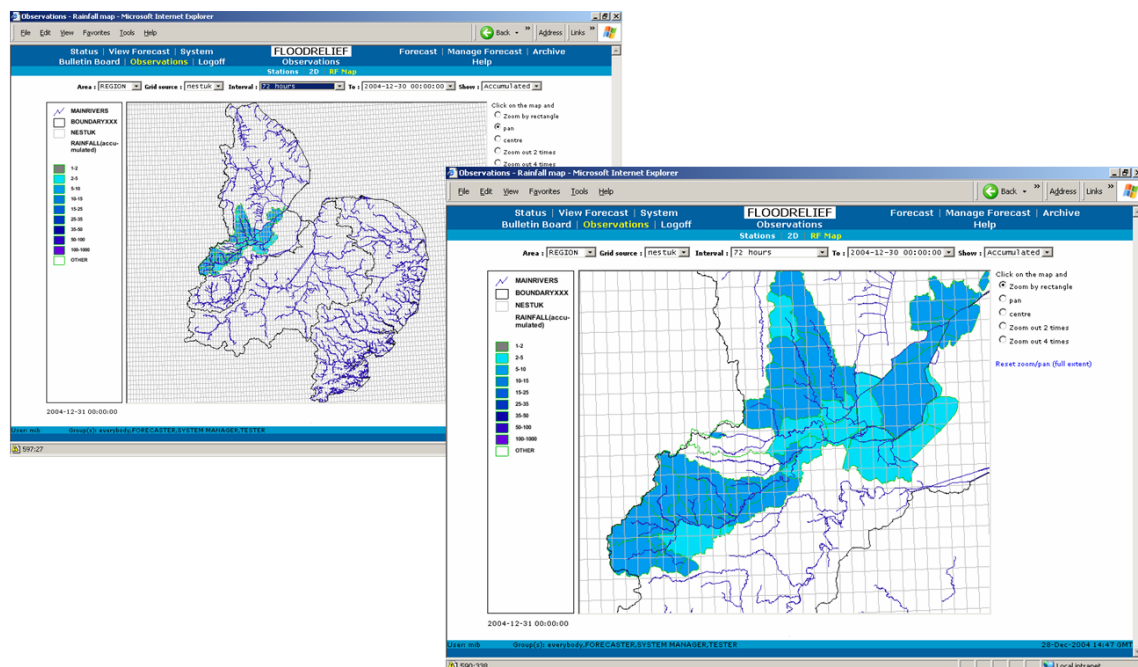 Observations - Rainfall map - Microsoft Internet Explorer
File Edit View Favorites Tools Help
Back Address Links
Status | View Forecast | System FLOODRELIEF Forecast | Manage Forecast | Archive
Bulletin Board | Observations | Logoff Observations Help
Stations 2D RF Map
Area : REGION Grid source : nestuk Interval : 72 hours To : 2004-12-30 00:00:00 Show : Accumulated
MAINRIVERS
BOUNDARYXXX
NESTUK
RAINFALL(accu-
mulated)
1-2
2-5
5-10
10-15
15-25
25-35
35-50
50-100
100-1000
OTHER
Click on the map and
Zoom by rectangle
pan
centre
Zoom out 2 times
Zoom out 4 times
2004-12-31 00:00:00
User: mib Group(s): everybody,FORECASTER,SYSTEM MANAGER,TESTER
597:27
Observations - Rainfall map - Microsoft Internet Explorer
File Edit View Favorites Tools Help
Back Address Links
Status | View Forecast | System FLOODRELIEF Forecast | Manage Forecast | Archive
Bulletin Board | Observations | Logoff Observations Help
Stations 2D RF Map
Area : REGION Grid source : nestuk Interval : 72 hours To : 2004-12-30 00:00:00 Show : Accumulated
MAINRIVERS
BOUNDARYXXX
NESTUK
RAINFALL(accu-
mulated)
1-2
2-5
5-10
10-15
15-25
25-35
35-50
50-100
100-1000
OTHER
Click on the map and
Zoom by rectangle
pan
centre
Zoom out 2 times
Zoom out 4 times
Reset zoom/pan (full extent)
2004-12-31 00:00:00
User: mib Group(s): everybody,FORECASTER,SYSTEM MANAGER,TESTER 28-Dec-2004 14:47 GMT
590:338 Local intranet